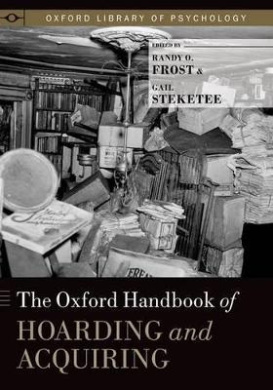 OXFORD LIBRARY OF PSYCHOLOGY
EDITED BY
RANDY O.
FROST &
GAIL
STEKETEE
The Oxford Handbook of
HOARDING and
ACQUIRING